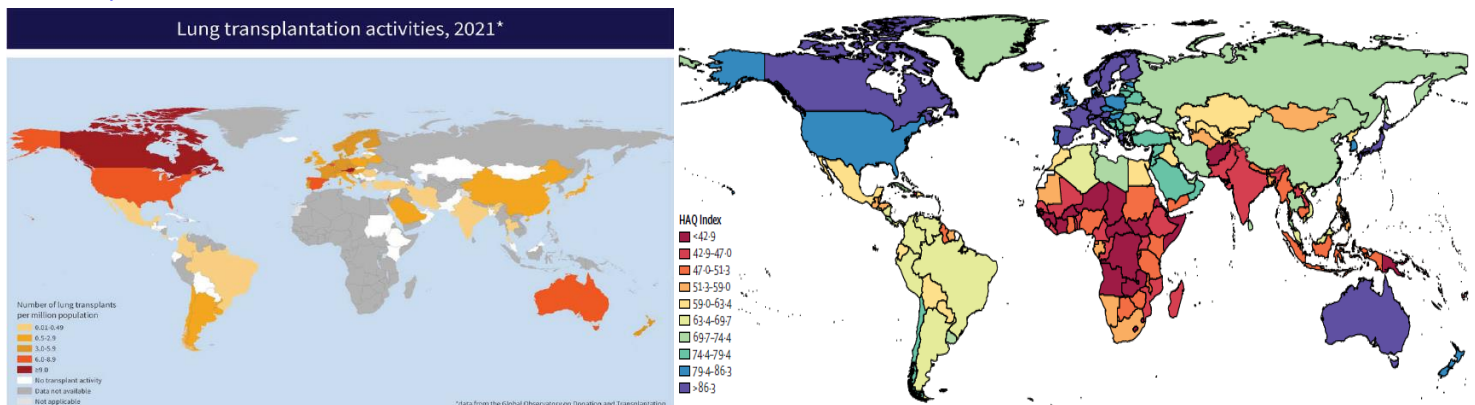 Lung transplantation activities, 2021*
Number of lung transplants
per million population
0.01-0.49
0.5-2.9
3.0-5.9
6.0-8.9
≥9.0
No transplant activity
Data not available
Not applicable
*data from the Global Observatory on Donation and Transplantation
HAQ Index
<42·9
42·9-47·0
47·0-51·3
51·3-59·0
59·0-63·4
63·4-69·7
69·7-74·4
74·4-79·4
79·4-86·3
>86·3